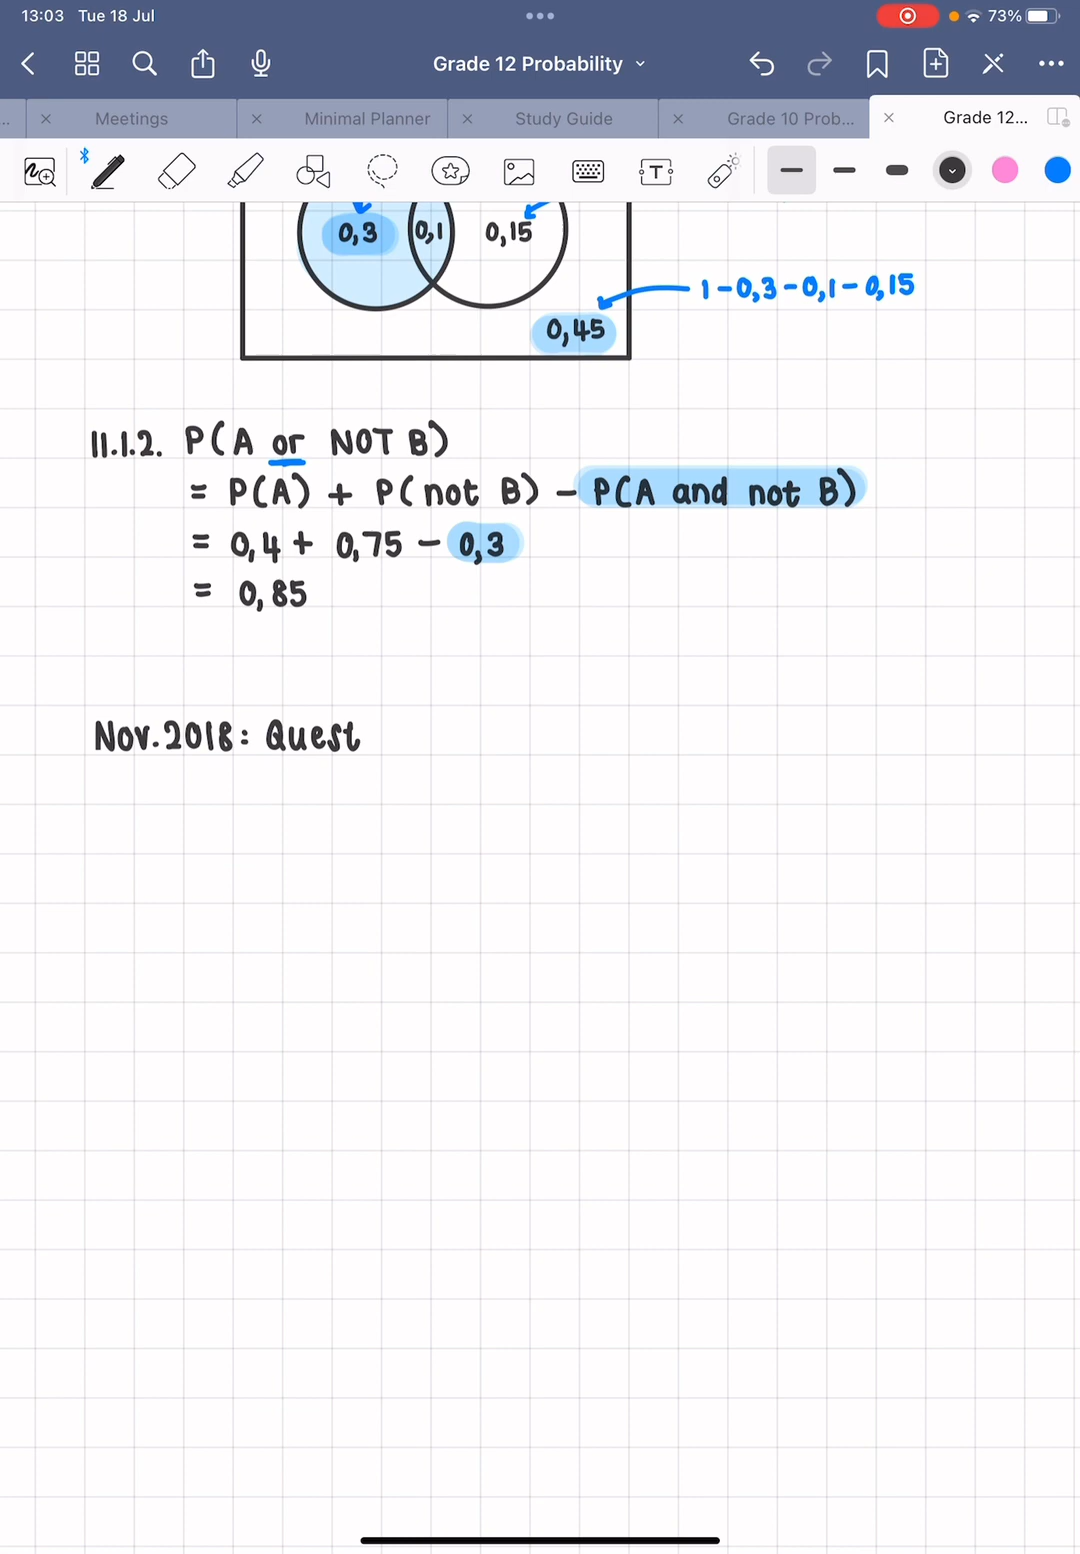 13:03 Tue 18 Jul
73%
Grade 12 Probability
Meetings
Minimal Planner
Study Guide
Grade 10 Prob...
Grade 12...
0,3 0,1 0,15
1-0,3-0,1-0,15
0,45
11.1.2. P(A or NOT B)
= P(A) + P(not B) - P(A and not B)
= 0,4 + 0,75 - 0,3
= 0,85
Nov.2018: Quest